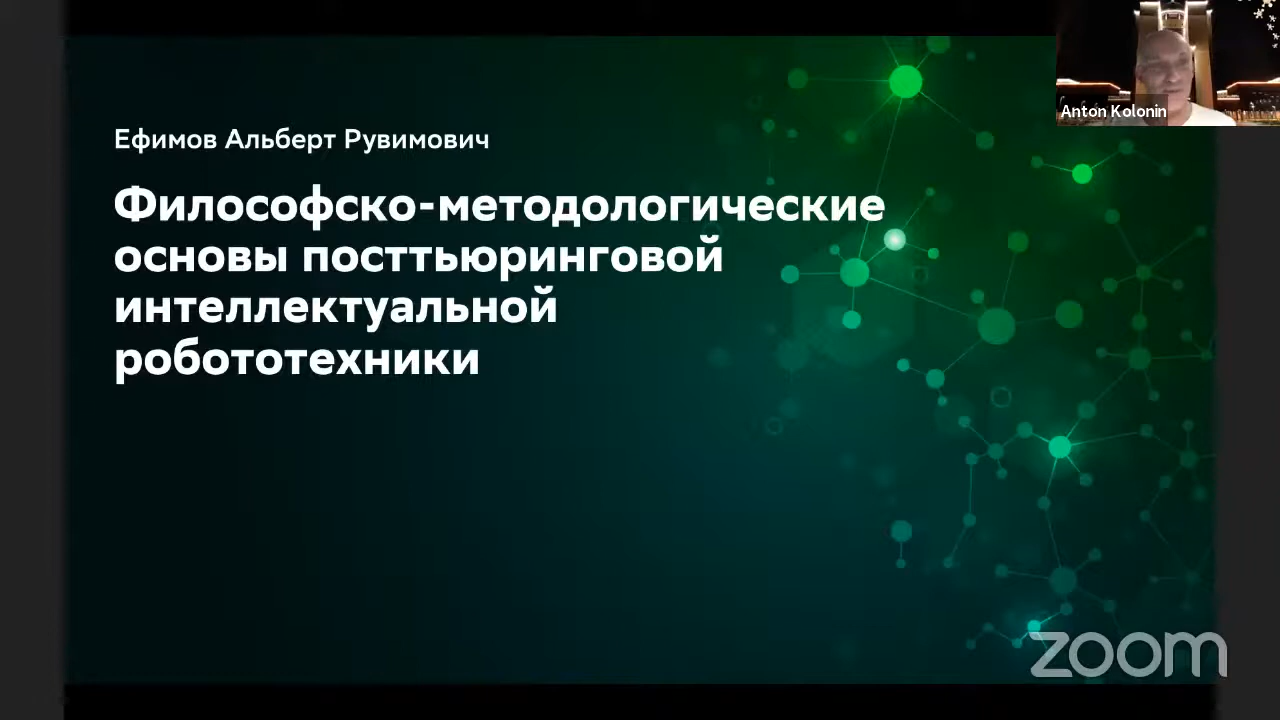 Anton Kolonin
Ефимов Альберт Рувимович
Философско-методологические
основы посттьюринговой
интеллектуальной
робототехники
zoom